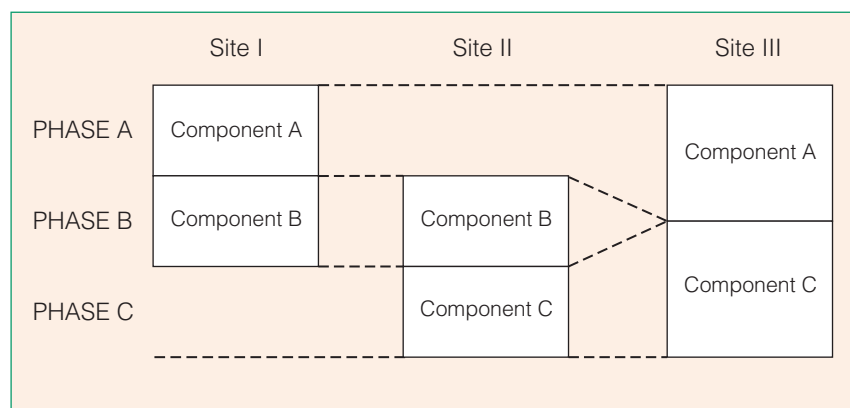 Site I Site II Site III
PHASE A Component A Component A
PHASE B Component B Component B
PHASE C Component C Component C